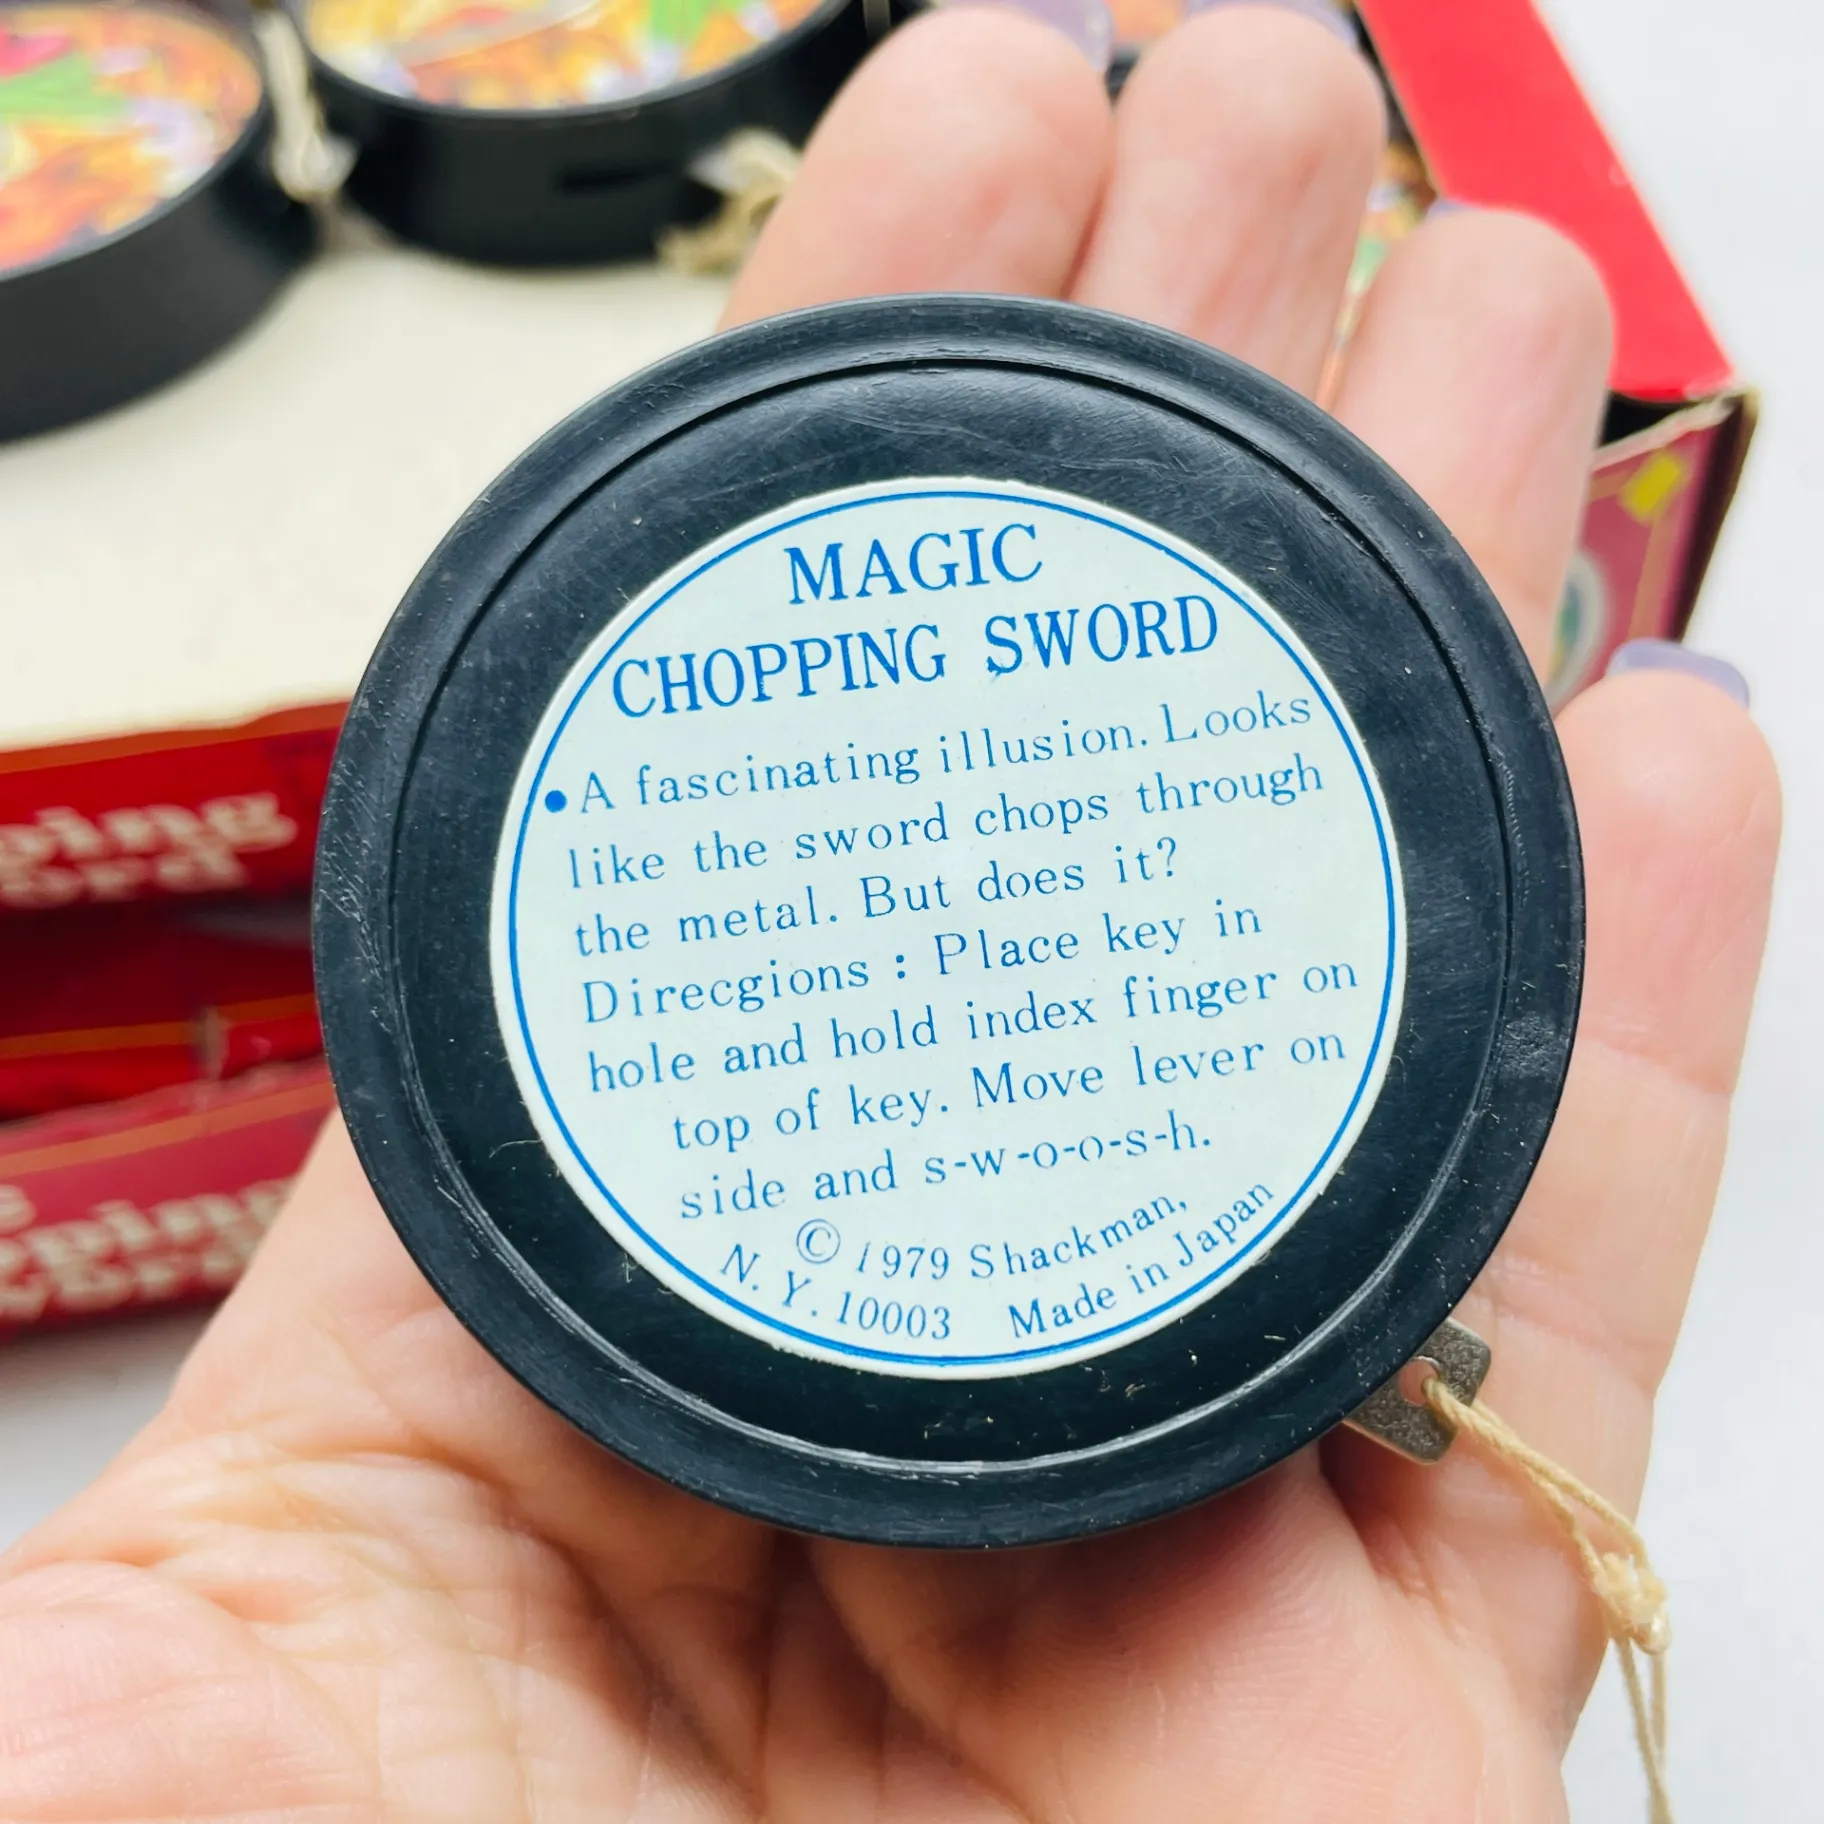 MAGIC
CHOPPING SWORD
•A fascinating illusion. Looks
like the sword chops through
the metal. But does it?
Direcgions : Place key in
hole and hold index finger on
top of key. Move lever on
side and s-w-o-o-s-h.
© 1979 Shackman,
N. Y. 10003 Made in Japan